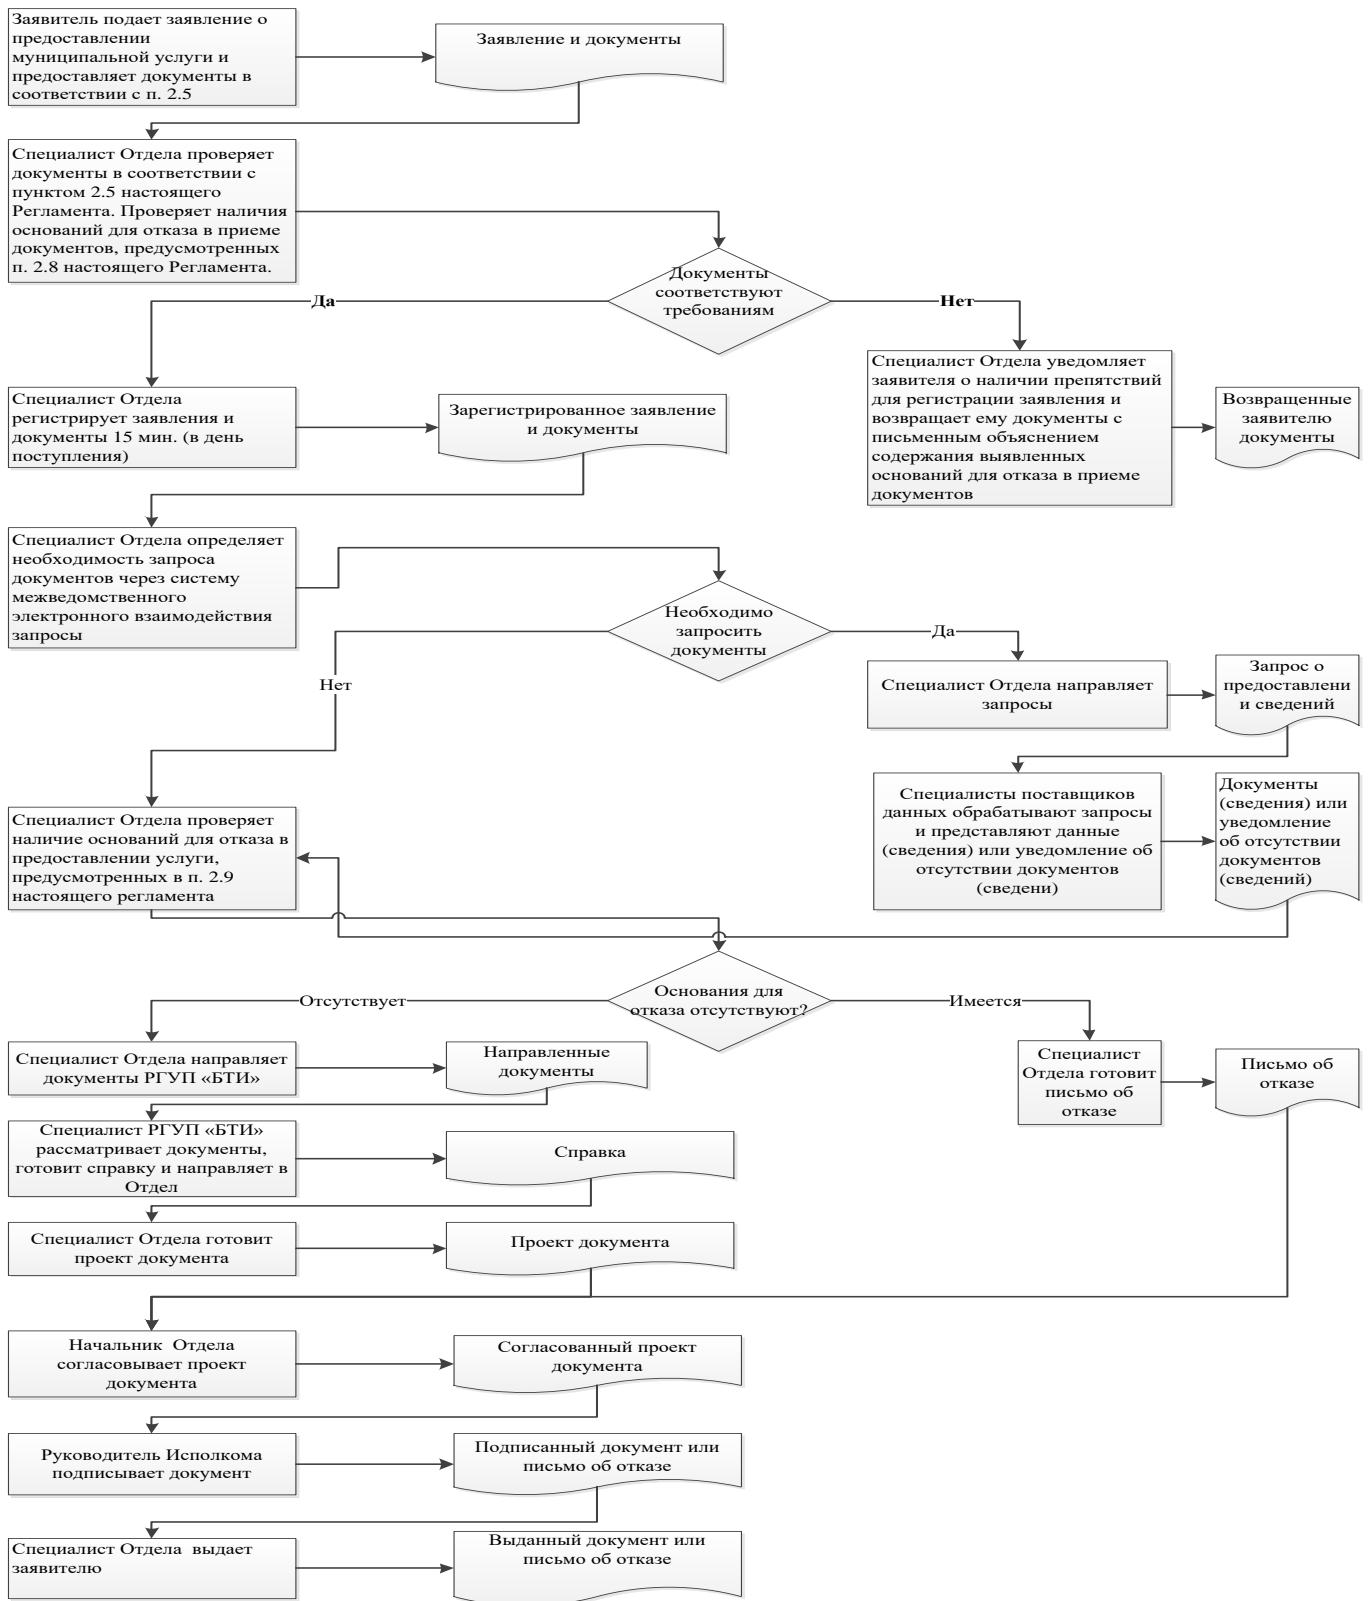 Заявитель подает заявление о
предоставлении
муниципальной услуги и
предоставляет документы в
соответствии с п. 2.5
Заявление и документы
Специалист Отдела проверяет
документы в соответствии с
пунктом 2.5 настоящего
Регламента. Проверяет наличия
оснований для отказа в приеме
документов, предусмотренных
п. 2.8 настоящего Регламента.
Документы
соответствуют
требованиям
Да
Нет
Специалист Отдела
регистрирует заявления и
документы 15 мин. (в день
поступления)
Зарегистрированное заявление
и документы
Специалист Отдела уведомляет
заявителя о наличии препятствий
для регистрации заявления и
возвращает ему документы с
письменным объяснением
содержания выявленных
оснований для отказа в приеме
документов
Возвращенные
заявителю
документы
Специалист Отдела определяет
необходимость запроса
документов через систему
межведомственного
электронного взаимодействия
запросы
Необходимо
запросить
документы
Да
Нет
Специалист Отдела направляет
запросы
Запрос о
предоставлени
и сведений
Специалисты поставщиков
данных обрабатывают запросы
и представляют данные
(сведения) или уведомление об
отсутствии документов
(сведени)
Документы
(сведения) или
уведомление
об отсутствии
документов
(сведений)
Специалист Отдела проверяет
наличие оснований для отказа в
предоставлении услуги,
предусмотренных в п. 2.9
настоящего регламента
Основания для
отказа отсутствуют?
Отсутствует
Имеется
Специалист Отдела направляет
документы РГУП «БТИ»
Направленные
документы
Специалист
Отдела готовит
письмо об
отказе
Письмо об
отказе
Специалист РГУП «БТИ»
рассматривает документы,
готовит справку и направляет в
Отдел
Справка
Специалист Отдела готовит
проект документа
Проект документа
Начальник  Отдела
согласовывает проект
документа
Согласованный проект
документа
Руководитель Исполкома
подписывает документ
Подписанный документ или
письмо об отказе
Специалист Отдела  выдает
заявителю
Выданный документ или
письмо об отказе